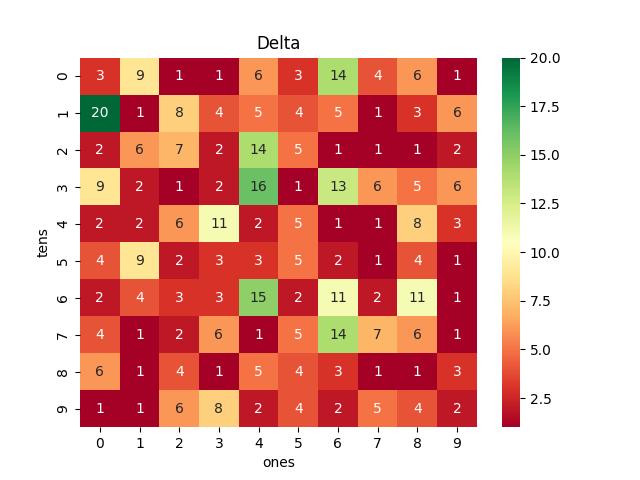 Delta
tens
0 3 9 1 1 6 3 14 4 6 1
1 20 1 8 4 5 4 5 1 3 6
2 2 6 7 2 14 5 1 1 1 2
3 9 2 1 2 16 1 13 6 5 6
4 2 2 6 11 2 5 1 1 8 3
5 4 9 2 3 3 5 2 1 4 1
6 2 4 3 3 15 2 11 2 11 1
7 4 1 2 6 1 5 14 7 6 1
8 6 1 4 1 5 4 3 1 1 3
9 1 1 6 8 2 4 2 5 4 2
0 1 2 3 4 5 6 7 8 9
ones
20.0
17.5
15.0
12.5
10.0
7.5
5.0
2.5